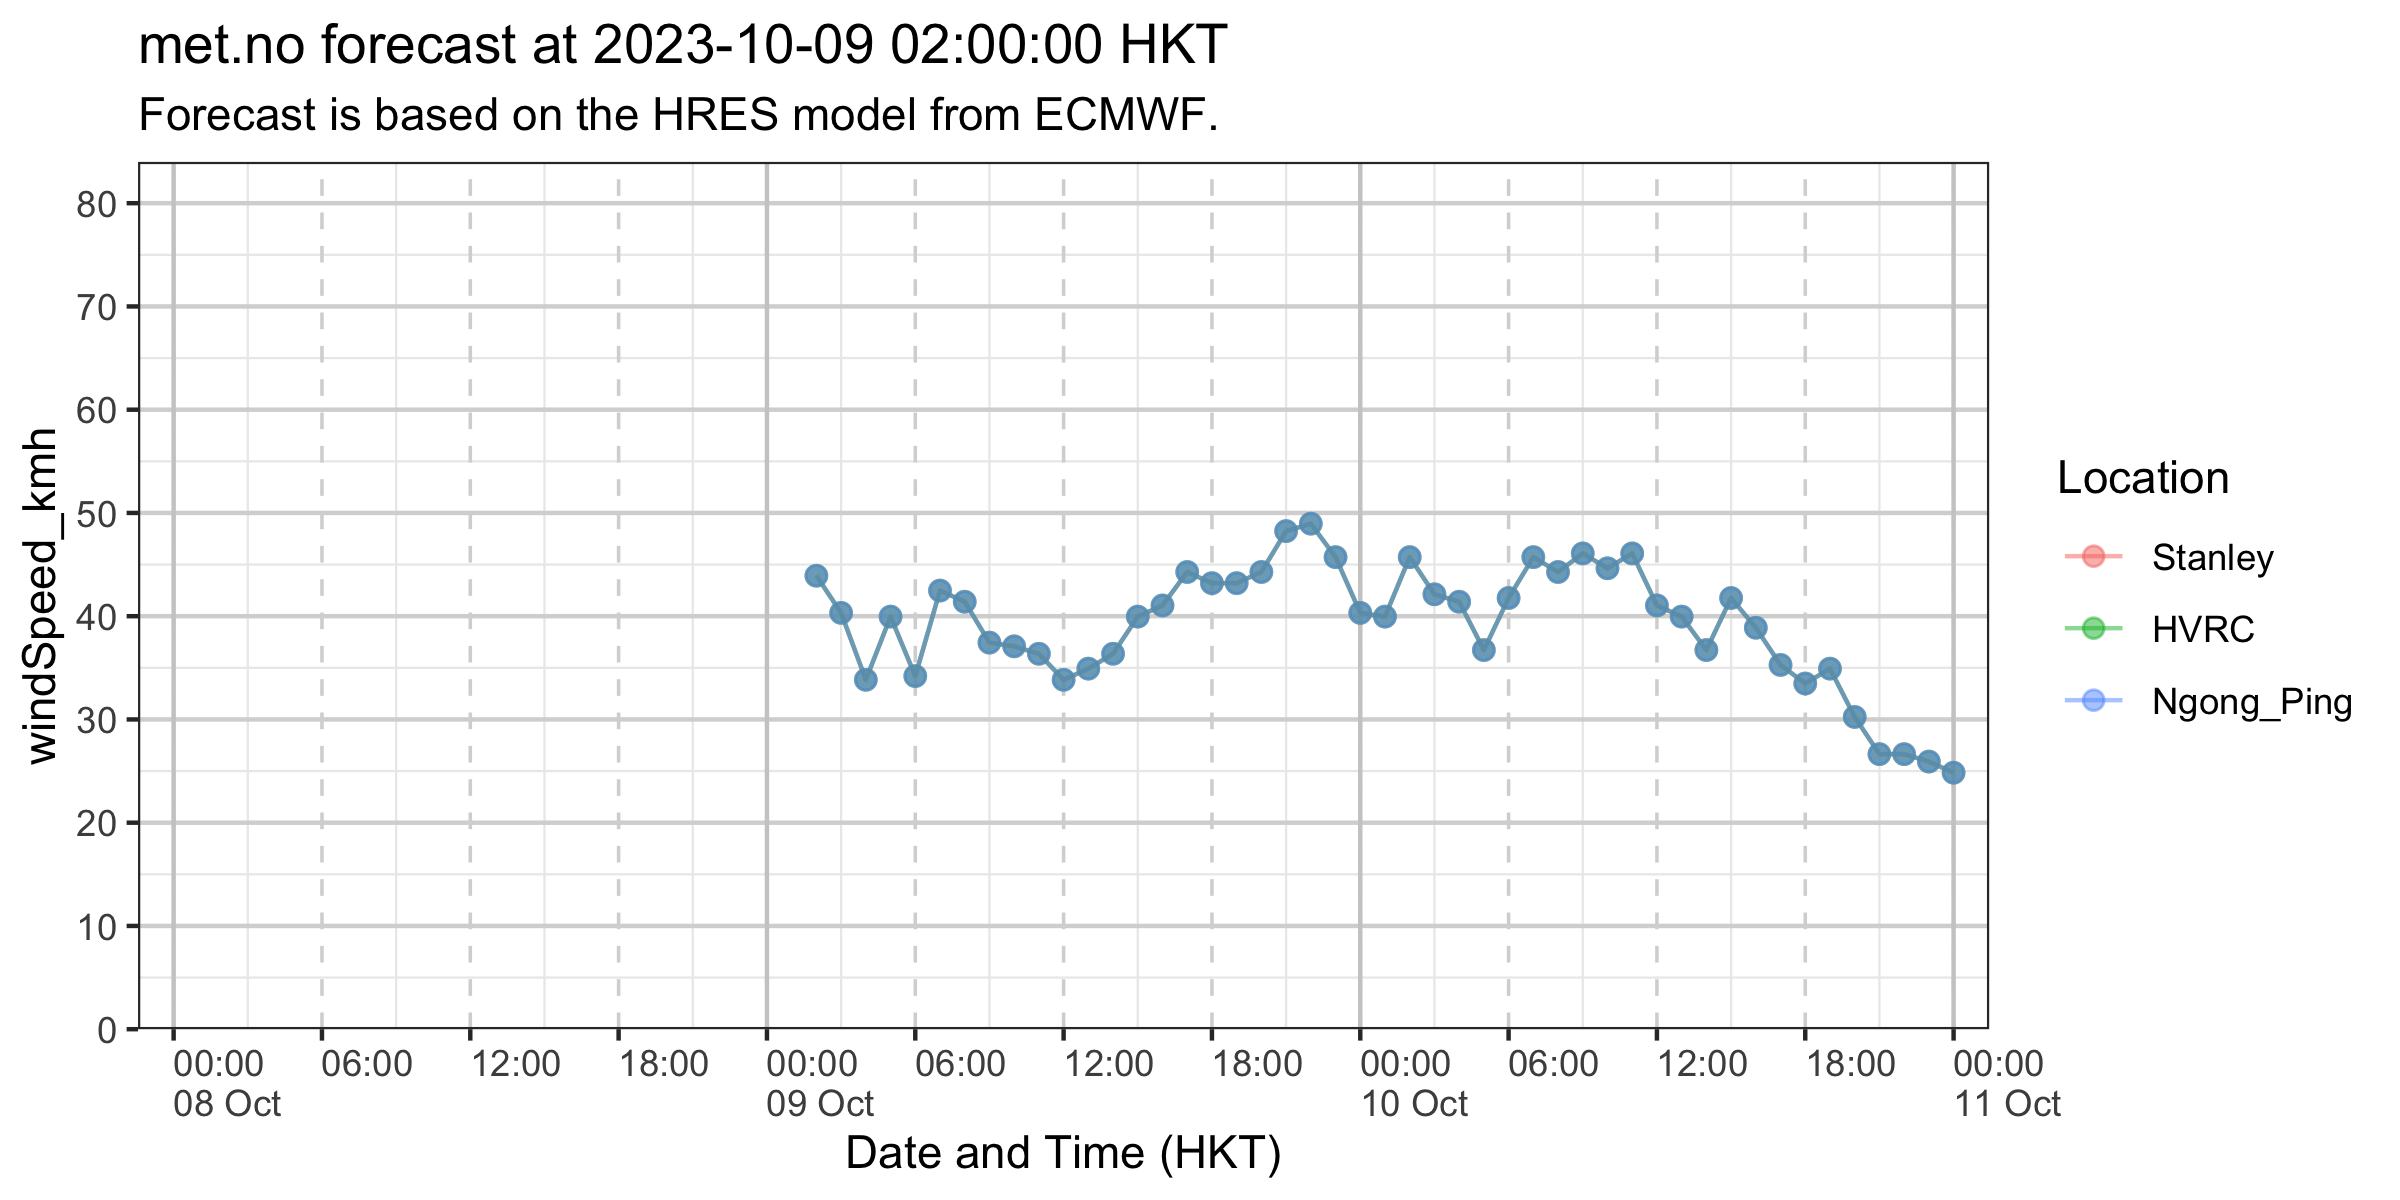 met.no forecast at 2023-10-09 02:00:00 HKT
Forecast is based on the HRES model from ECMWF.
windSpeed_kmh
80
70
60
50
40
30
20
10
0
00:00 06:00 12:00 18:00 00:00 06:00 12:00 18:00 00:00 06:00 12:00 18:00 00:00
08 Oct 09 Oct 10 Oct 11 Oct
Date and Time (HKT)
Location
Stanley
HVRC
Ngong_Ping